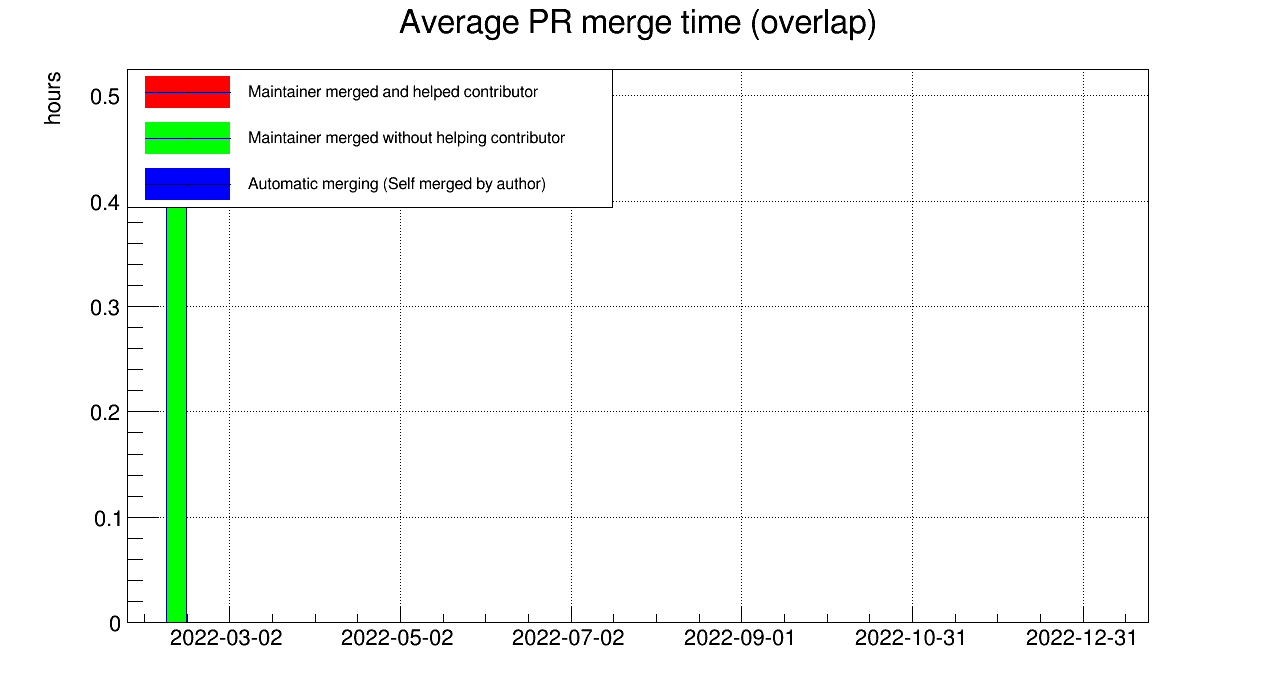 Average PR merge time (overlap)
hours
Maintainer merged and helped contributor
Maintainer merged without helping contributor
Automatic merging (Self merged by author)
0.5
0.4
0.3
0.2
0.1
0
2022-03-02
2022-05-02
2022-07-02
2022-09-01
2022-10-31
2022-12-31